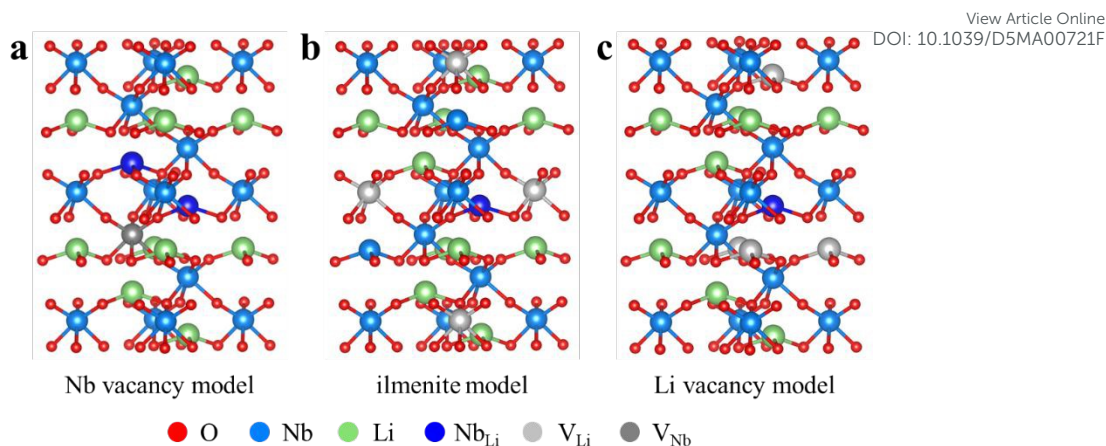 View Article Online
DOI: 10.1039/D5MA00721F
a b c
Nb vacancy model ilmenite model Li vacancy model
O Nb Li NbLi VLi VNb